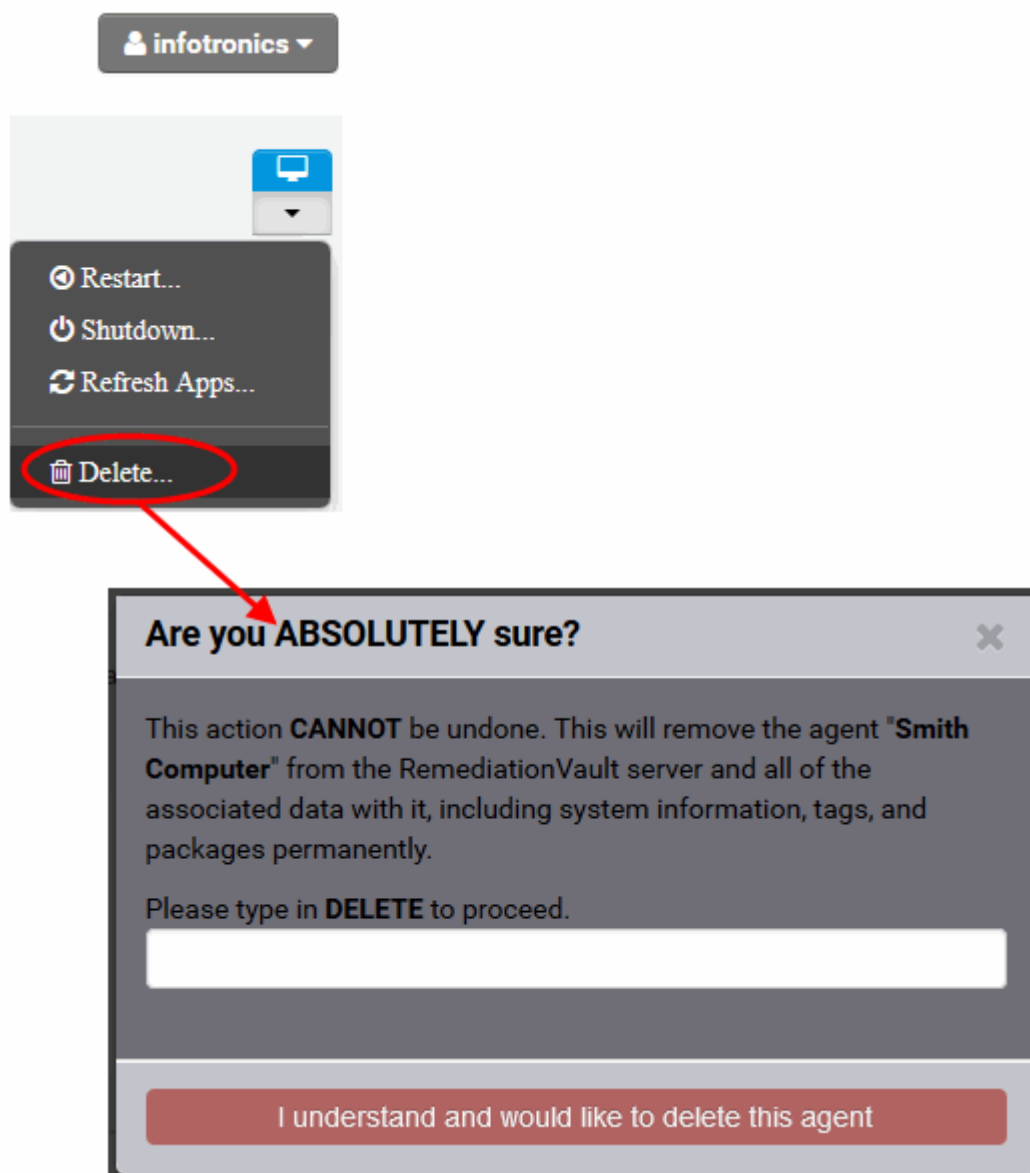 infotronics
Restart...
Shutdown...
Refresh Apps...
Delete...
Are you ABSOLUTELY sure?
This action CANNOT be undone. This will remove the agent "Smith
Computer" from the RemediationVault server and all of the
associated data with it, including system information, tags, and
packages permanently.
Please type in DELETE to proceed.
I understand and would like to delete this agent